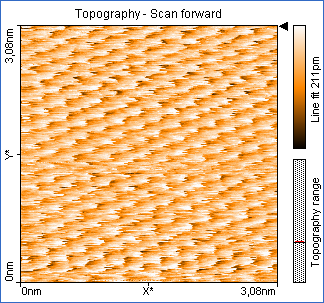 Topography - Scan forward
3,08nm
Y*
0nm
0nm
X*
3,08nm
Line fit 211pm
Topography range